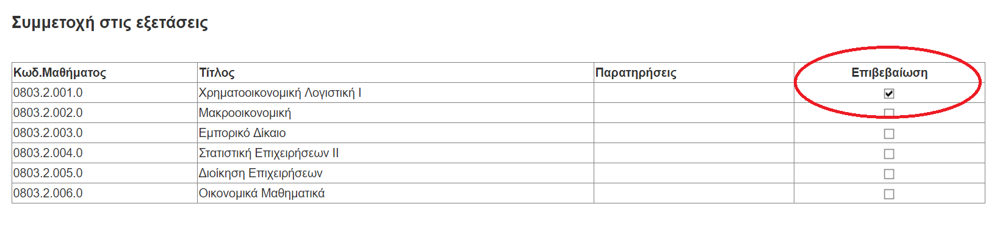 Συμμετοχή στις εξετάσεις
Κωδ.Μαθήματος Τίτλος Παρατηρήσεις Επιβεβαίωση
0803.2.001.0 Χρηματοοικονομική Λογιστική Ι
0803.2.002.0 Μακροοικονομική
0803.2.003.0 Εμπορικό Δίκαιο
0803.2.004.0 Στατιστική Επιχειρήσεων ΙΙ
0803.2.005.0 Διοίκηση Επιχειρήσεων
0803.2.006.0 Οικονομικά Μαθηματικά